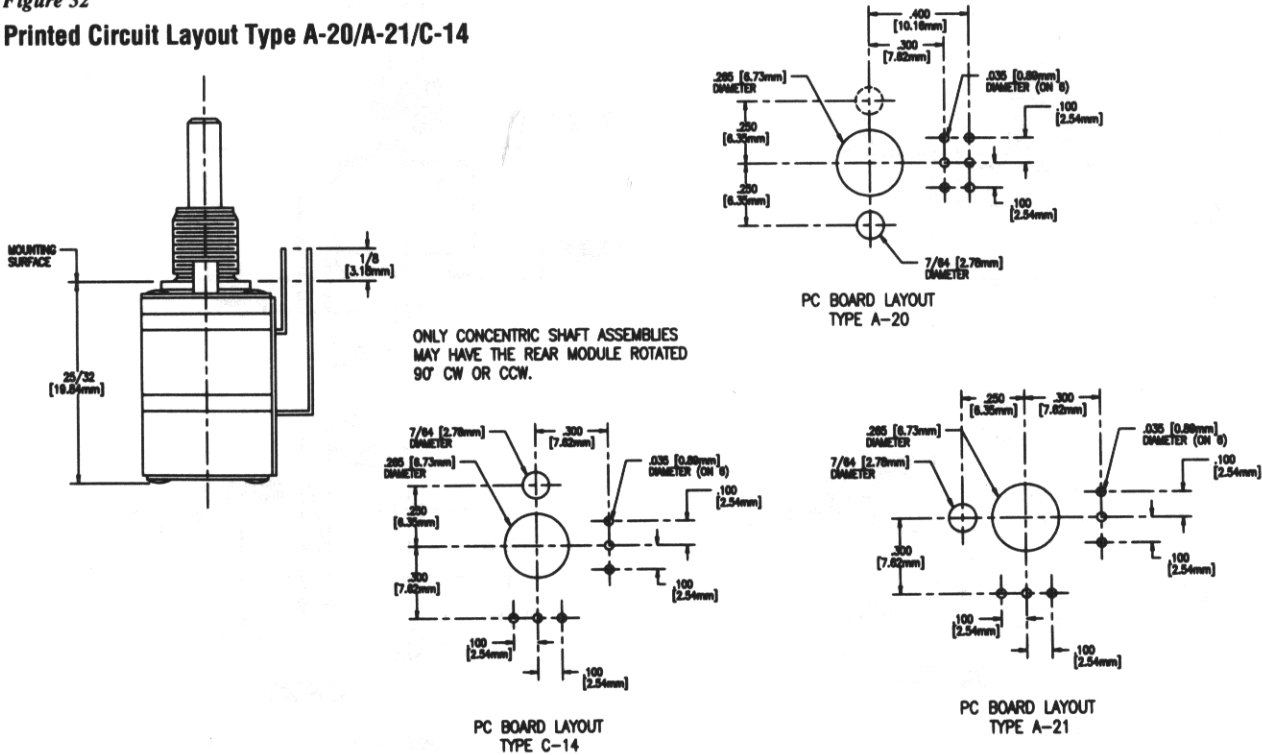 Figure 32
Printed Circuit Layout Type A-20/A-21/C-14
MOUNTING
SURFACE
1/8
[3.18mm]
25/32
[19.84mm]
.400
[10.16mm]
.300
[7.62mm]
.265 [6.73mm]
DIAMETER
.035 [0.89mm]
DIAMETER (ON 6)
.100
[2.54mm]
.250
[6.35mm]
.250
[6.35mm]
.100
[2.54mm]
7/64 [2.78mm]
DIAMETER
PC BOARD LAYOUT
TYPE A-20
ONLY CONCENTRIC SHAFT ASSEMBLIES
MAY HAVE THE REAR MODULE ROTATED
90° CW OR CCW.
7/64 [2.78mm]
DIAMETER
.300
[7.62mm]
.265 [6.73mm]
DIAMETER
.035 [0.89mm]
DIAMETER (ON 6)
.100
[2.54mm]
.250
[6.35mm]
.300
[7.62mm]
.100
[2.54mm]
.100
[2.54mm]
.100
[2.54mm]
PC BOARD LAYOUT
TYPE C-14
.250
[6.35mm]
.300
[7.62mm]
.265 [6.73mm]
DIAMETER
.035 [0.89mm]
DIAMETER (ON 6)
7/64 [2.78mm]
DIAMETER
.100
[2.54mm]
.300
[7.62mm]
.100
[2.54mm]
.100
[2.54mm]
.100
[2.54mm]
PC BOARD LAYOUT
TYPE A-21